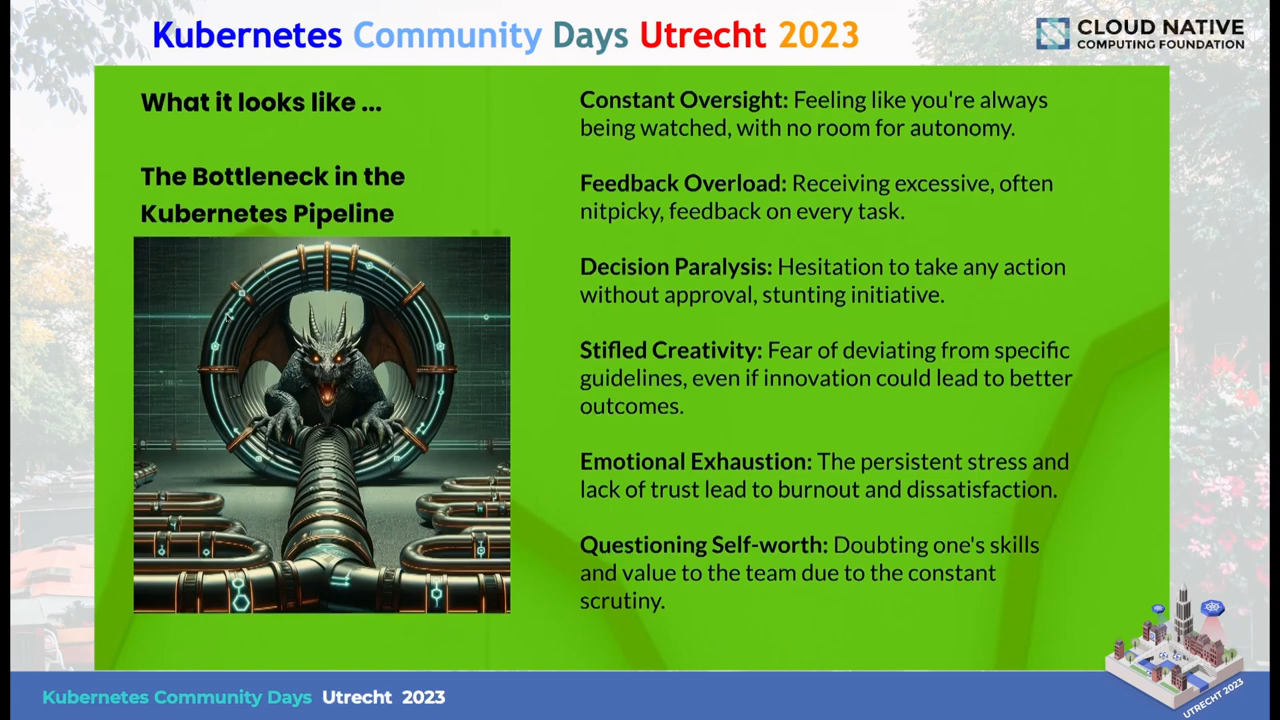 Kubernetes Community Days Utrecht 2023
CLOUD NATIVE
COMPUTING FOUNDATION
What it looks like ...
The Bottleneck in the
Kubernetes Pipeline
Constant Oversight: Feeling like you're always
being watched, with no room for autonomy.
Feedback Overload: Receiving excessive, often
nitpicky, feedback on every task.
Decision Paralysis: Hesitation to take any action
without approval, stunting initiative.
Stifled Creativity: Fear of deviating from specific
guidelines, even if innovation could lead to better
outcomes.
Emotional Exhaustion: The persistent stress and
lack of trust lead to burnout and dissatisfaction.
Questioning Self-worth: Doubting one's skills
and value to the team due to the constant
scrutiny.
Kubernetes Community Days Utrecht 2023
UTRECHT 2023